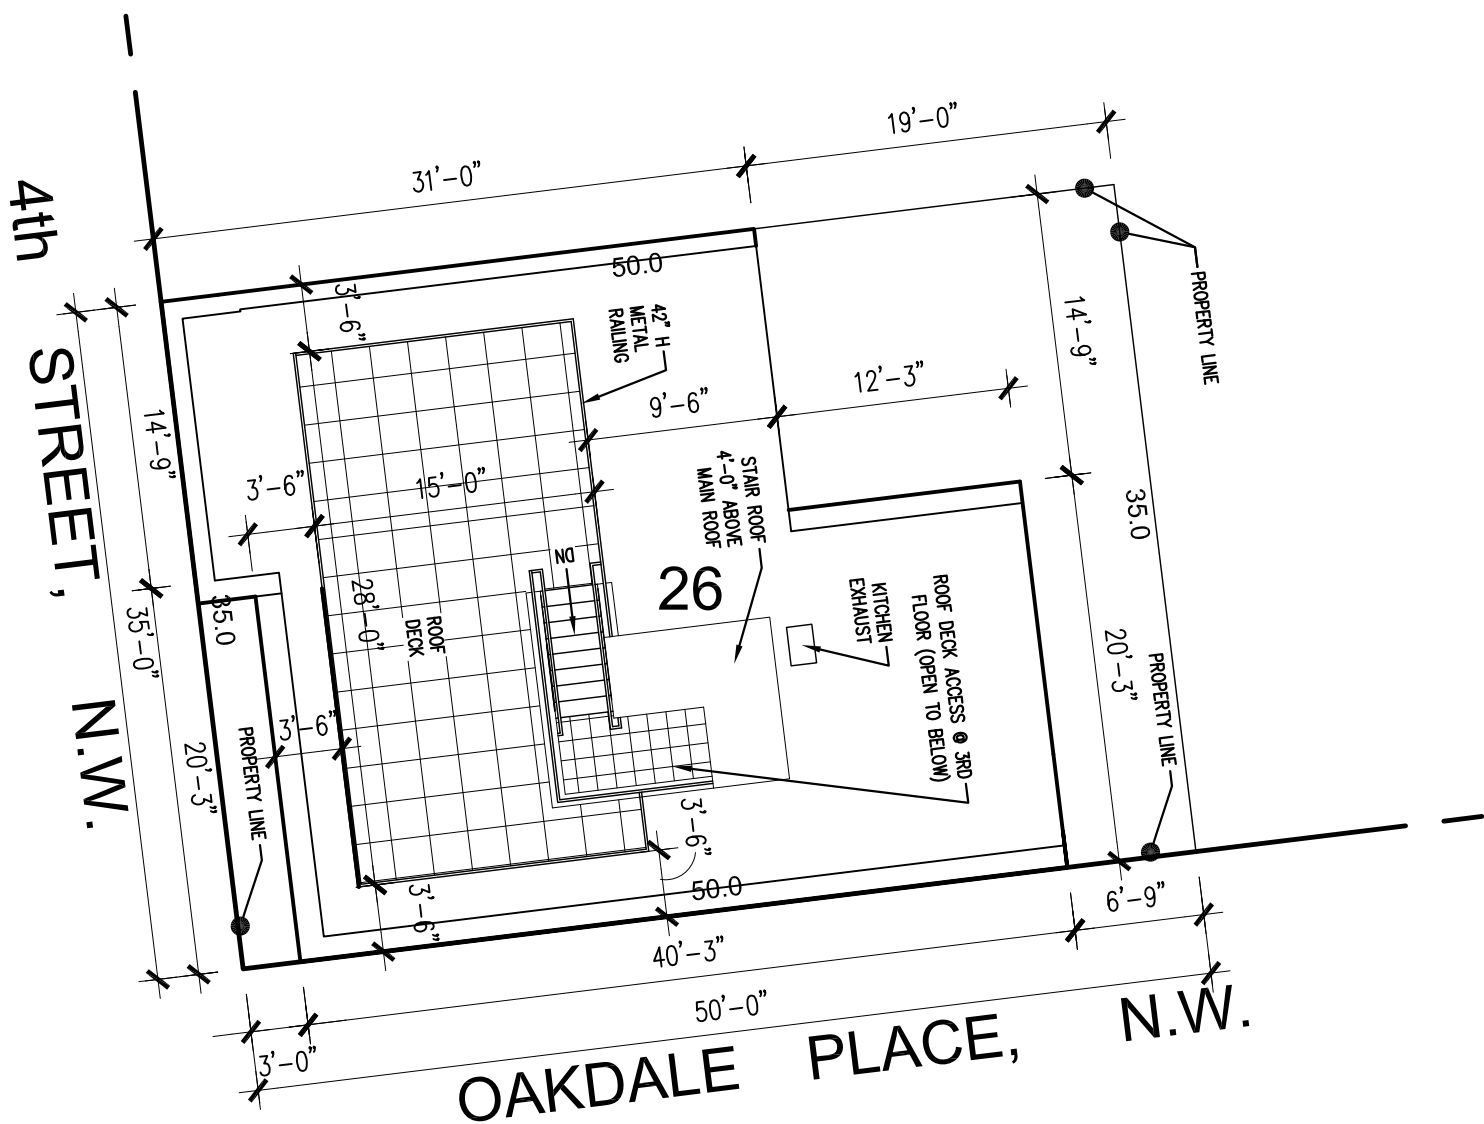 19'-0"
31'-0"
4th
STREET,
N.W.
50.0
3'-6"
42" H
METAL
RAILING
PROPERTY LINE
14'-9"
12'-3"
9'-6"
14'-9"
3'-6"
15'-0"
STAIR ROOF
4'-0" ABOVE
MAIN ROOF
35.0
DN
26
KITCHEN
EXHAUST
ROOF DECK ACCESS @ 3RD
FLOOR (OPEN TO BELOW)
28'-0"
ROOF
DECK
35.0
35'-0"
20'-3"
PROPERTY LINE
3'-6"
PROPERTY LINE
20'-3"
3'-6"
3'-6"
50.0
6'-9"
40'-3"
50'-0"
3'-0"
OAKDALE PLACE, N.W.